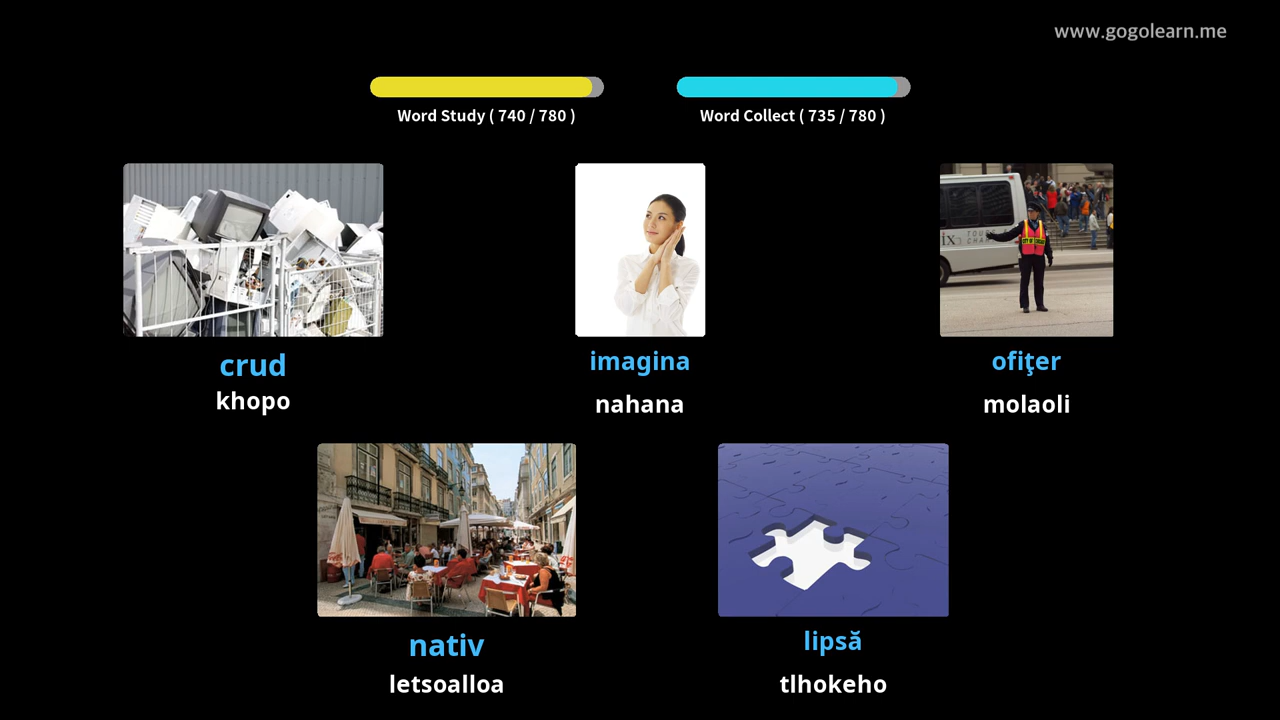 www.gogolearn.me
Word Study ( 740 / 780 )
Word Collect ( 735 / 780 )
crud
khopo
imagina
nahana
ofiţer
molaoli
nativ
letsoalloa
lipsă
tlhokeho